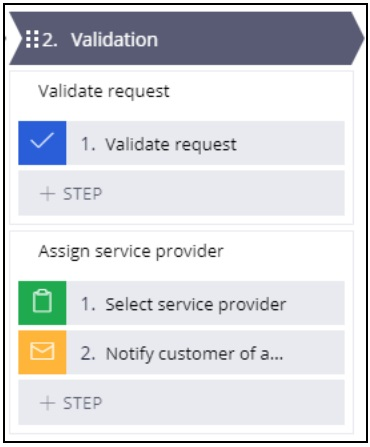 2. Validation
Validate request
1. Validate request
+ STEP
Assign service provider
1. Select service provider
2. Notify customer of a...
+ STEP